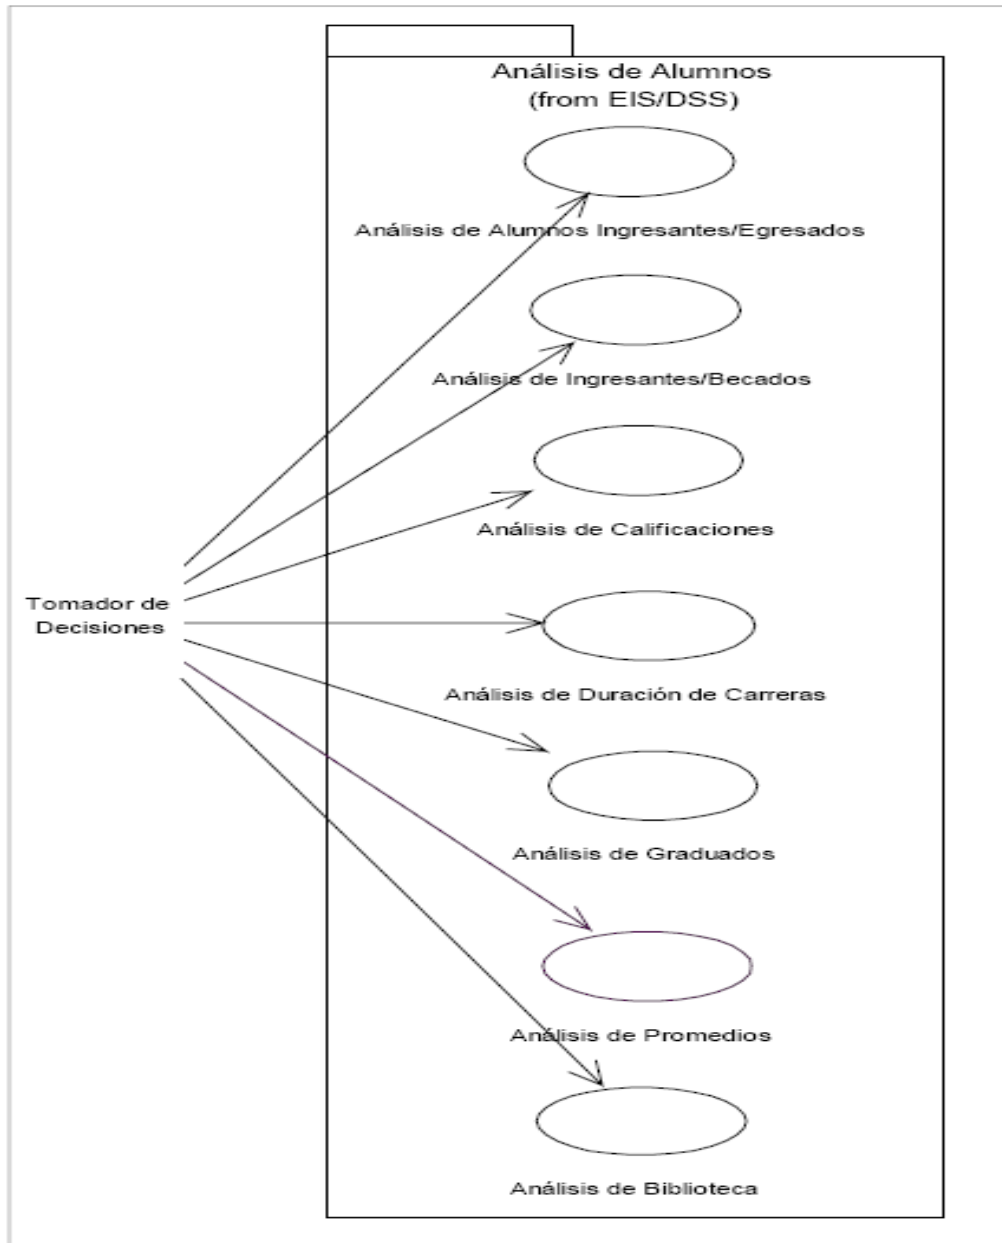 Análisis de Alumnos
(from EIS/DSS)
Análisis de Alumnos Ingresantes/Egresados
Análisis de Ingresantes/Becados
Análisis de Calificaciones
Tomador de
Decisiones
Análisis de Duración de Carreras
Análisis de Graduados
Análisis de Promedios
Análisis de Biblioteca